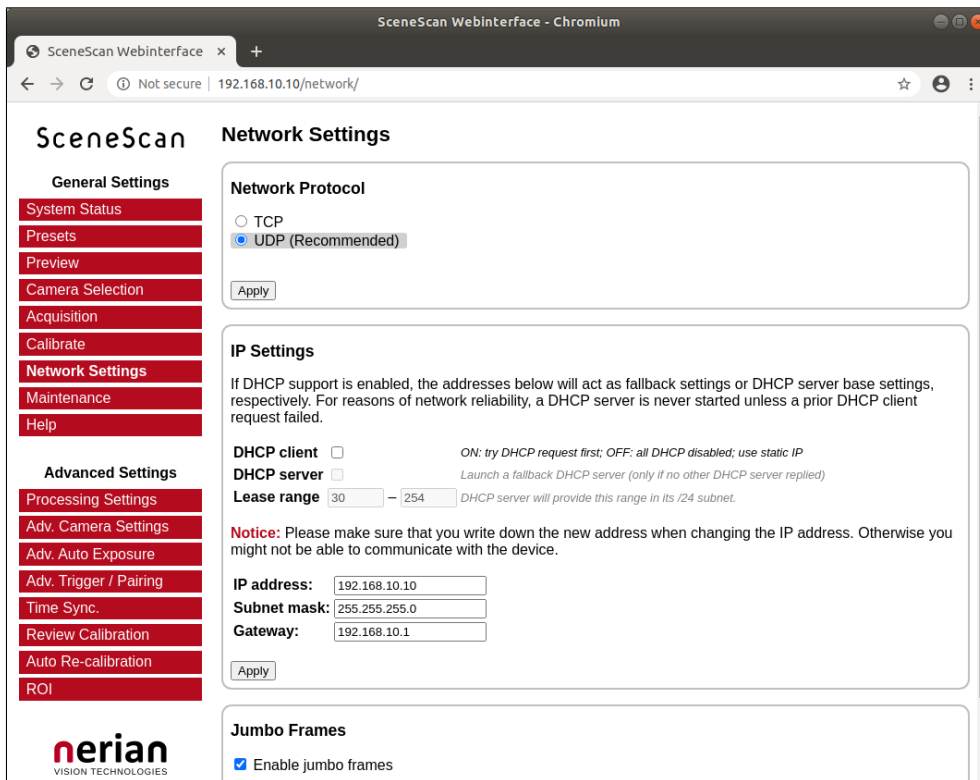 SceneScan Webinterface - Chromium
SceneScan Webinterface × +
Not secure | 192.168.10.10/network/
SceneScan
General Settings
System Status
Presets
Preview
Camera Selection
Acquisition
Calibrate
Network Settings
Maintenance
Help
Advanced Settings
Processing Settings
Adv. Camera Settings
Adv. Auto Exposure
Adv. Trigger / Pairing
Time Sync.
Review Calibration
Auto Re-calibration
ROI
nerian
VISION TECHNOLOGIES
Network Settings
Network Protocol
TCP
UDP (Recommended)
Apply
IP Settings
If DHCP support is enabled, the addresses below will act as fallback settings or DHCP server base settings,
respectively. For reasons of network reliability, a DHCP server is never started unless a prior DHCP client
request failed.
DHCP client ON: try DHCP request first; OFF: all DHCP disabled; use static IP
DHCP server Launch a fallback DHCP server (only if no other DHCP server replied)
Lease range 30 – 254 DHCP server will provide this range in its /24 subnet.
Notice: Please make sure that you write down the new address when changing the IP address. Otherwise you
might not be able to communicate with the device.
IP address: 192.168.10.10
Subnet mask: 255.255.255.0
Gateway: 192.168.10.1
Apply
Jumbo Frames
Enable jumbo frames